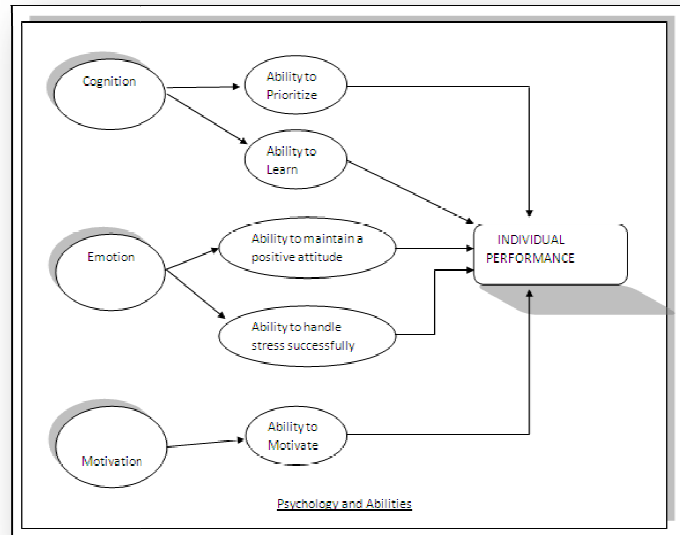 Cognition
Ability to
Prioritize
Ability to
Learn
Emotion
Ability to maintain a
positive attitude
INDIVIDUAL
PERFORMANCE
Ability to handle
stress successfully
Motivation
Ability to
Motivate
Psychology and Abilities